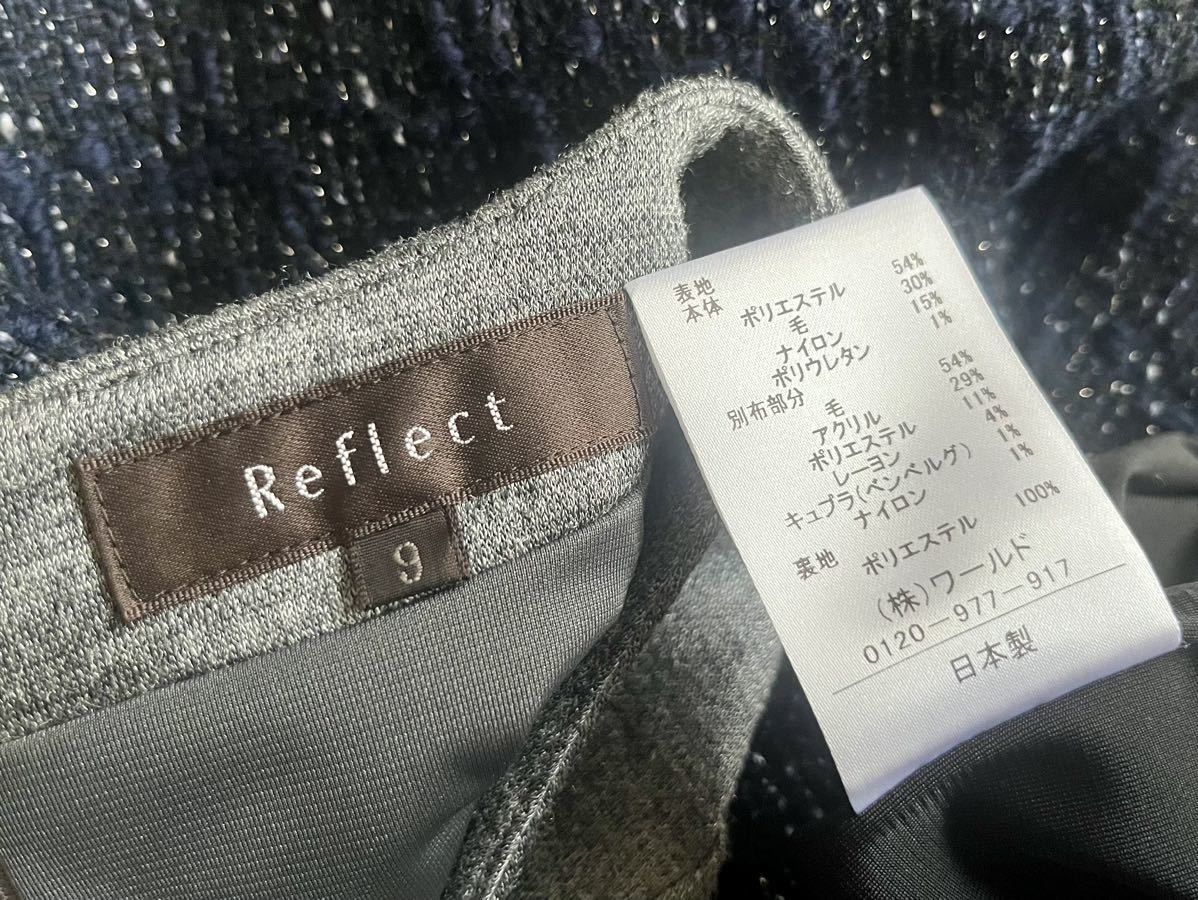 Reflect
9
表地
本体 ポリエステル 54%
毛 30%
ナイロン 15%
ポリウレタン 1%
別布部分
毛 54%
アクリル 29%
ポリエステル 11%
レーヨン 4%
キュプラ(ベンベルグ) 1%
ナイロン 1%
裏地 ポリエステル 100%
(株)ワールド
0120-977-917
日本製